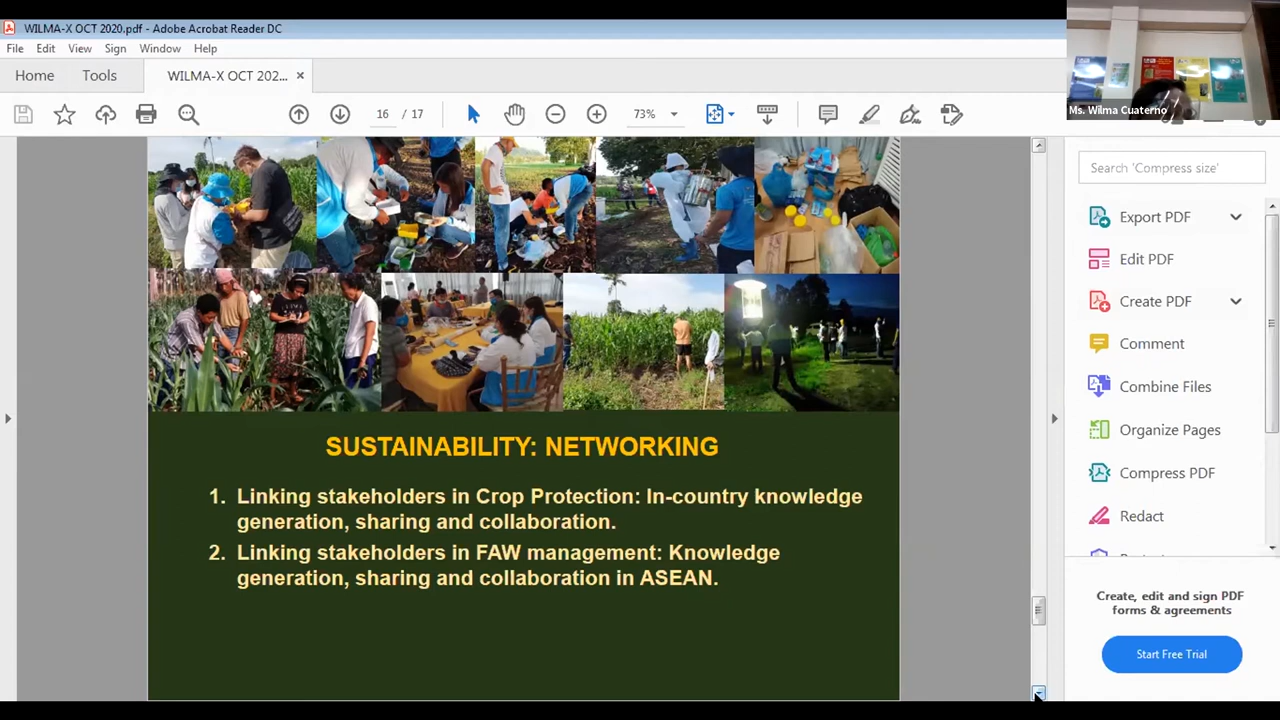 WILMA-X OCT 2020.pdf - Adobe Acrobat Reader DC
File Edit View Sign Window Help
Home Tools WILMA-X OCT 202... ×
16 / 17 73%
Ms. Wilma Cuaterno
Search 'Compress size'
Export PDF
Edit PDF
Create PDF
Comment
Combine Files
Organize Pages
Compress PDF
Redact
Create, edit and sign PDF
forms & agreements
Start Free Trial
SUSTAINABILITY: NETWORKING
1. Linking stakeholders in Crop Protection: In-country knowledge
generation, sharing and collaboration.
2. Linking stakeholders in FAW management: Knowledge
generation, sharing and collaboration in ASEAN.